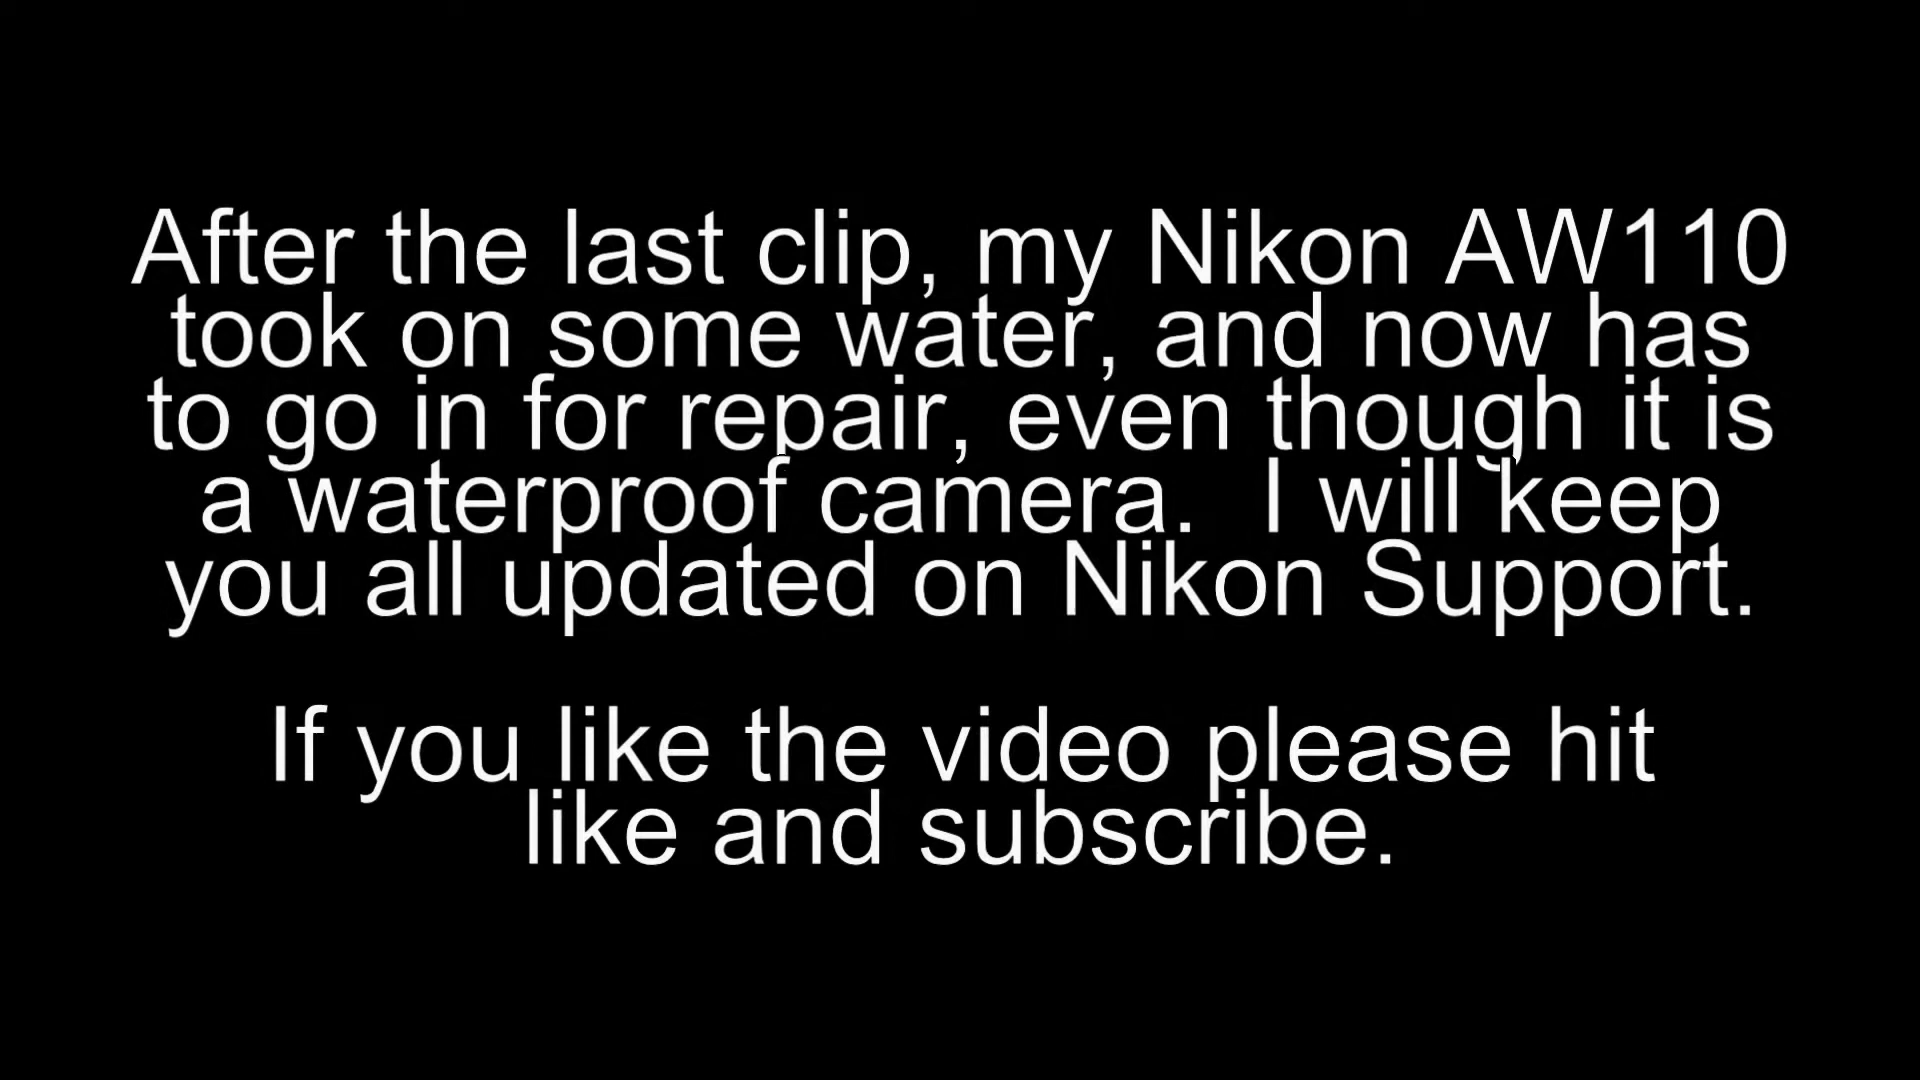 After the last clip, my Nikon AW110
took on some water, and now has
to go in for repair, even though it is
a waterproof camera.  I will keep
you all updated on Nikon Support.
If you like the video please hit
like and subscribe.